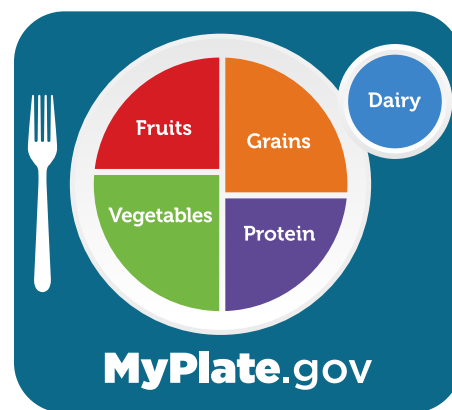 Fruits
Grains
Dairy
Vegetables
Protein
MyPlate.gov